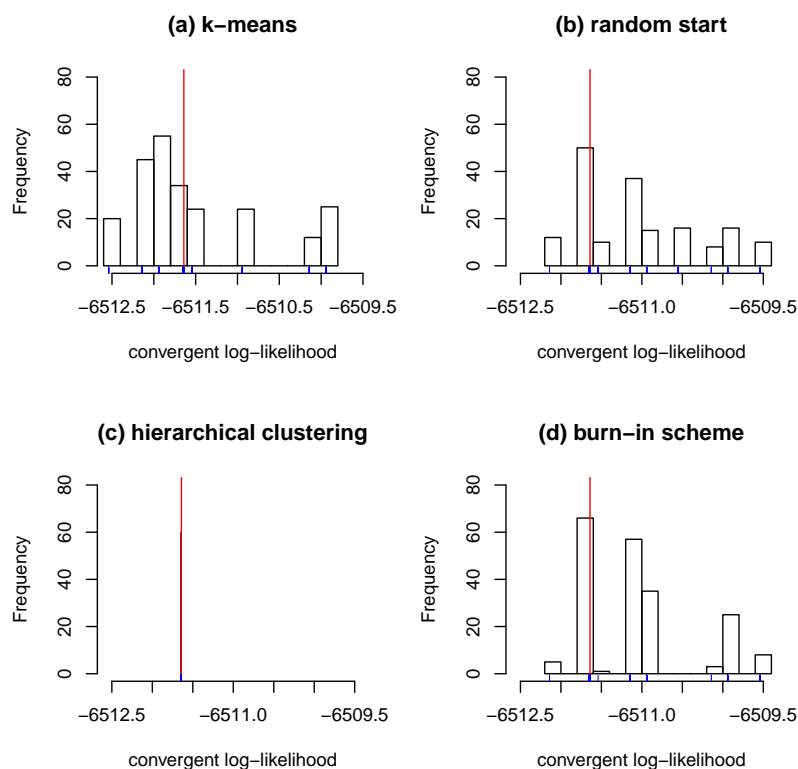 (a) k−means
Frequency
0 20 40 60 80
−6512.5 −6511.5 −6510.5 −6509.5
convergent log−likelihood
(b) random start
Frequency
0 20 40 60 80
−6512.5 −6511.0 −6509.5
convergent log−likelihood
(c) hierarchical clustering
Frequency
0 20 40 60 80
−6512.5 −6511.0 −6509.5
convergent log−likelihood
(d) burn−in scheme
Frequency
0 20 40 60 80
−6512.5 −6511.0 −6509.5
convergent log−likelihood